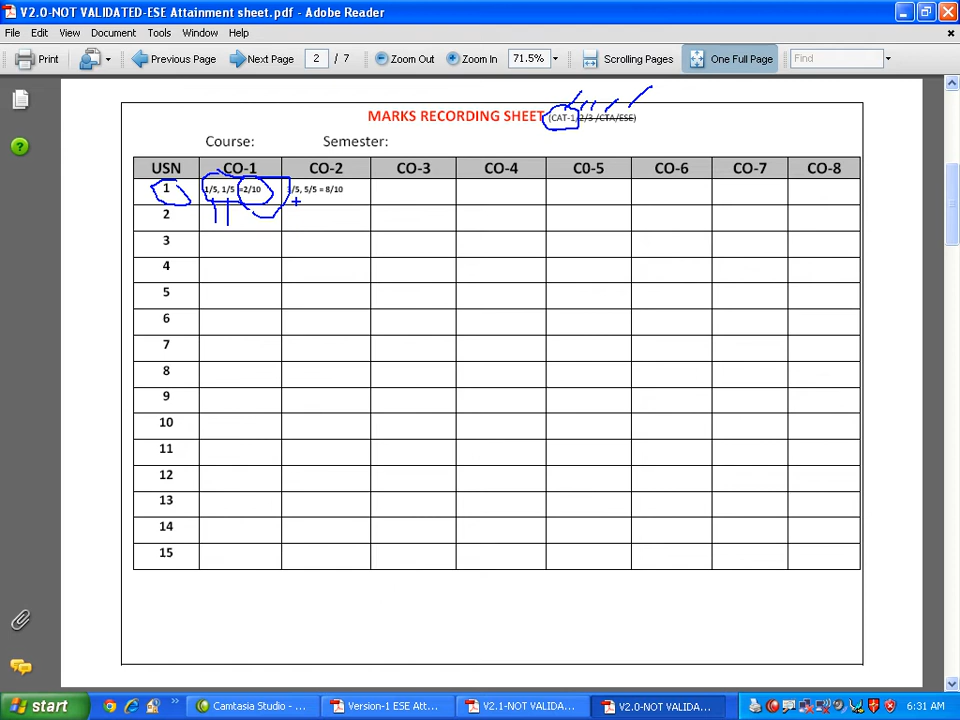 V2.0-NOT VALIDATED-ESE Attainment sheet.pdf - Adobe Reader
File Edit View Document Tools Window Help
Print Previous Page Next Page 2 / 7 Zoom Out Zoom In 71.5% Scrolling Pages One Full Page Find
MARKS RECORDING SHEET [CAT-1/2/3 /CTA/ESE)
Course: Semester:
USN CO-1 CO-2 CO-3 CO-4 C0-5 CO-6 CO-7 CO-8
1 1/5, 1/5 =2/10 /5, 5/5 = 8/10
2
3
4
5
6
7
8
9
10
11
12
13
14
15
start Camtasia Studio - ... Version-1 ESE Att... V2.1-NOT VALIDA... V2.0-NOT VALIDA... 6:31 AM